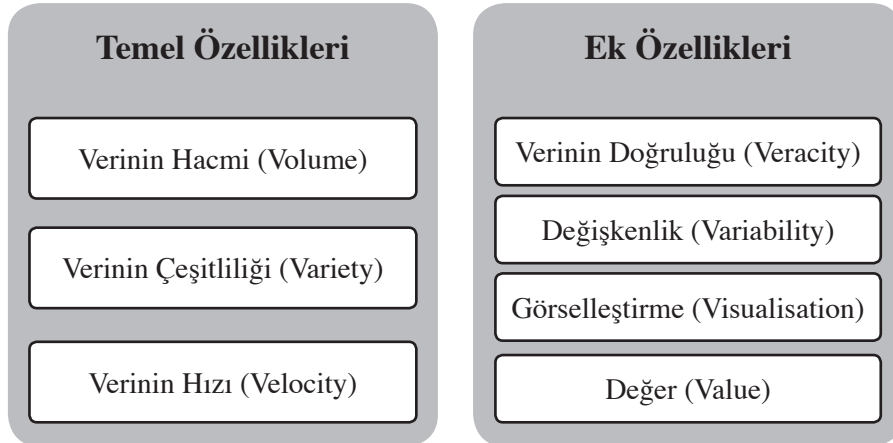 Temel Özellikleri
Verinin Hacmi (Volume)
Verinin Çeşitliliği (Variety)
Verinin Hızı (Velocity)
Ek Özellikleri
Verinin Doğruluğu (Veracity)
Değişkenlik (Variability)
Görselleştirme (Visualisation)
Değer (Value)